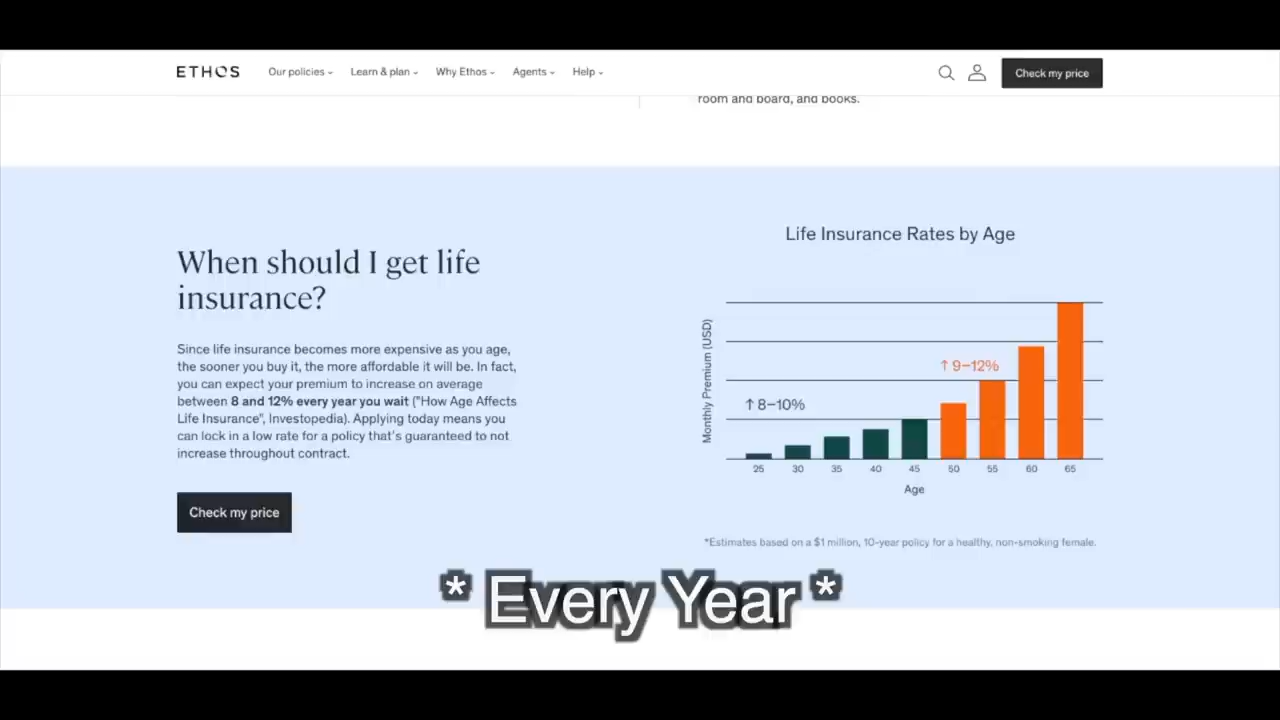 ETHOS
Our policies
Learn & plan
Why Ethos
Agents
Help
Check my price
room and board, and books.
When should I get life
insurance?
Since life insurance becomes more expensive as you age,
the sooner you buy it, the more affordable it will be. In fact,
you can expect your premium to increase on average
between 8 and 12% every year you wait ("How Age Affects
Life Insurance", Investopedia). Applying today means you
can lock in a low rate for a policy that's guaranteed to not
increase throughout contract.
Check my price
Life Insurance Rates by Age
Monthly Premium (USD)
↑ 8–10%
↑ 9–12%
25 30 35 40 45 50 55 60 65
Age
*Estimates based on a $1 million, 10-year policy for a healthy, non-smoking female.
* Every Year *